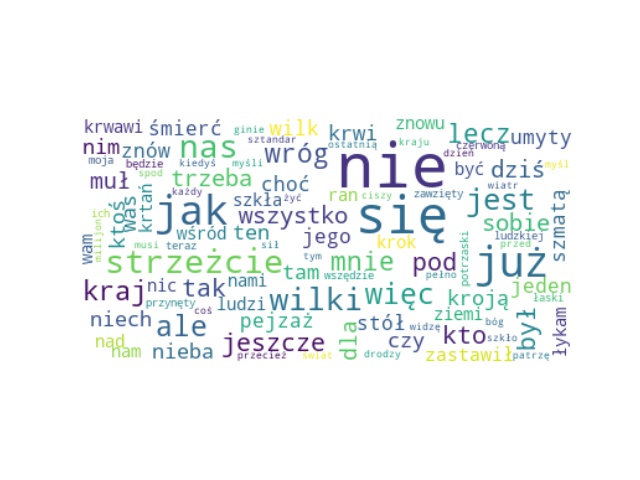 krwawi śmierć ginie wilk krwi znowu lecz umyty
sztandar ostatnią kraju czerwoną
nim znów nas wróg nie dzień
moja będzie kiedyś myśli być dziś myśl
spod trzeba choć wiatr
muł każdy szkła żyć ran ciszy zawzięty jest
ich was krtań jak wszystko się sobie szmatą
ktoś wśród ten jego krok ludzkiej
wam milijon musi teraz sił tym potrzaski już przed
strzeżcie tam wszędzie mnie pod pełno
kraj nic tak nami wilki więc kroją jeden
przynęty coś ludzi ziemi łaski
niech ale pejzaż dla stół widzę kto bóg był łykam
nad nieba jeszcze czy szkło
nam przecież świat drodzy zastawił patrzę